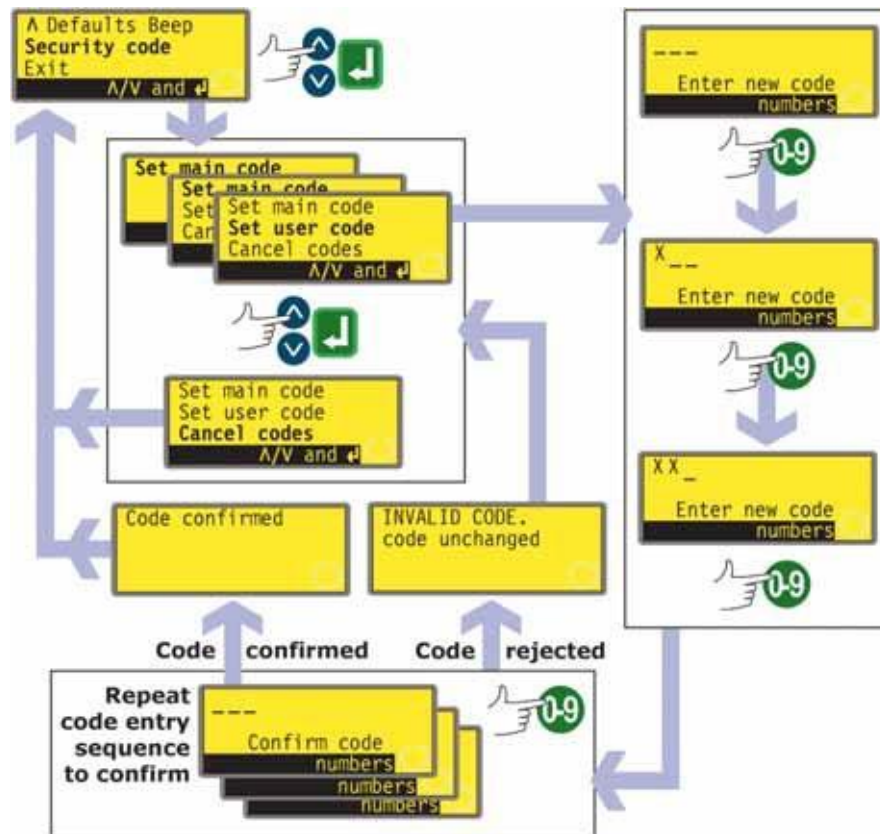 Λ Defaults Beep
Security code
Exit
Λ/V and ↲
Set main code
Set main code
Set
Can
Set main code
Set user code
Cancel codes
Λ/V and ↲
Set main code
Set user code
Cancel codes
Λ/V and ↲
_ _ _
Enter new code
numbers
0-9
X _ _
Enter new code
numbers
0-9
X X _
Enter new code
numbers
0-9
Code confirmed
INVALID CODE.
code unchanged
Code confirmed
Code rejected
Repeat
code entry
sequence
to confirm
_ _ _
Confirm code
numbers
numbers
numbers
0-9